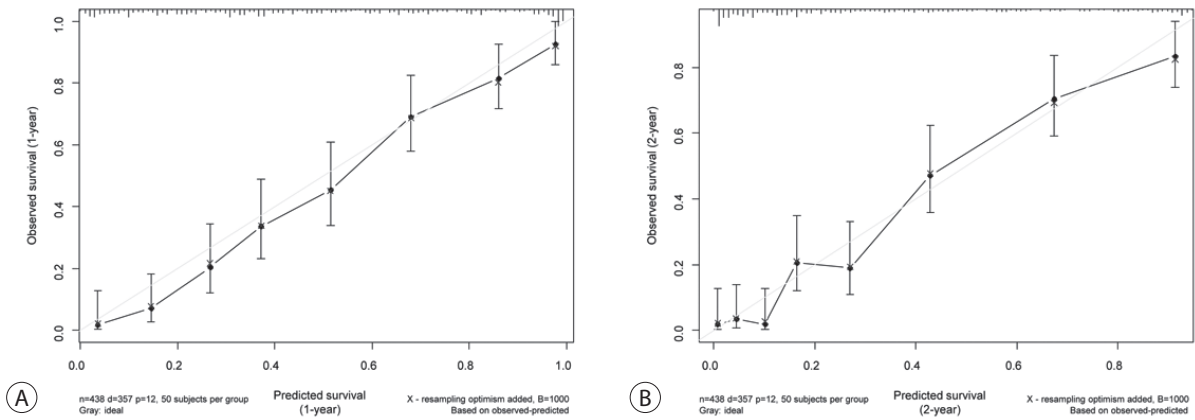 1.0
0.8
0.6
0.4
0.2
0.0
Observed survival (1-year)
0.0 0.2 0.4 0.6 0.8 1.0
Predicted survival
(1-year)
n=438 d=357 p=12, 50 subjects per group
Gray: ideal
X - resampling optimism added, B=1000
Based on observed-predicted
A
0.8
0.6
0.4
0.2
0.0
Observed survival (2-year)
0.0 0.2 0.4 0.6 0.8
Predicted survival
(2-year)
n=438 d=357 p=12, 50 subjects per group
Gray: ideal
X - resampling optimism added, B=1000
Based on observed-predicted
B